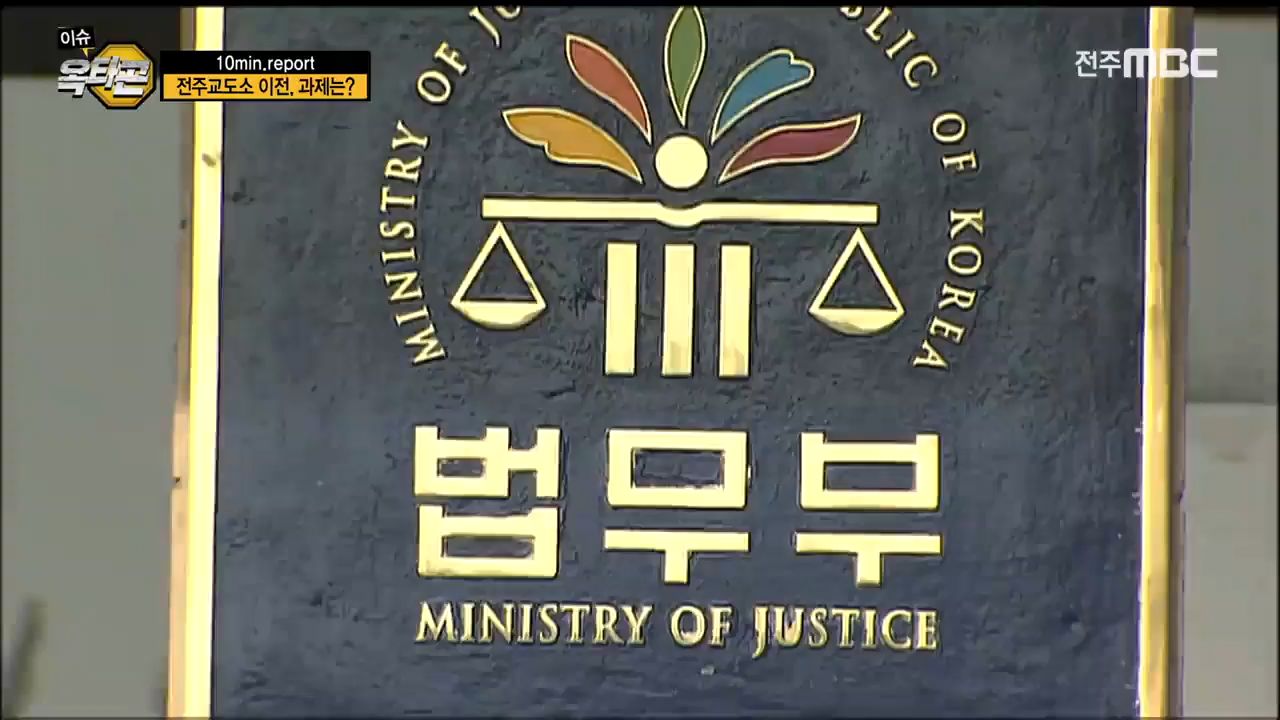 이슈
옥타곤
10min.report
전주교도소 이전, 과제는?
전주MBC
MINISTRY OF JU
BLIC OF KOREA
법무부
MINISTRY OF JUSTICE